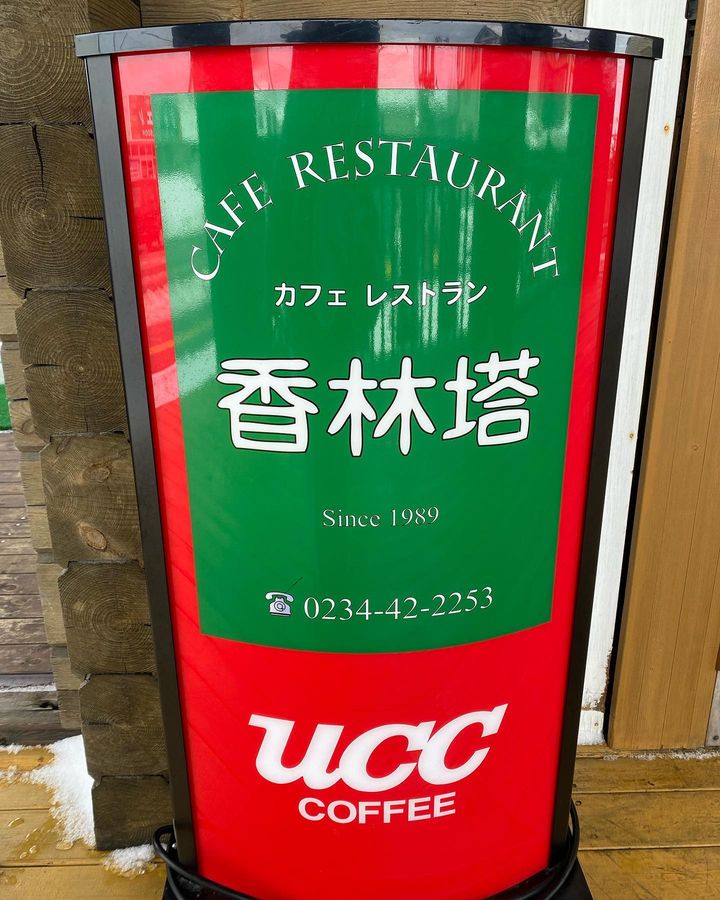 CAFE RESTAURANT
カフェ レストラン
香林塔
Since 1989
0234-42-2253
UCC
COFFEE